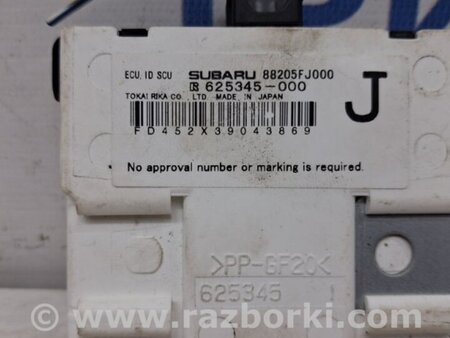 ECU.ID SCU SUBARU 88205FJ000
625345-000
TOKAI RIKA CO., LTD. MADE IN JAPAN
J
FD452X39043869
No approval number or marking is required.
>PP-GF20<
625345 1
www.razborki.com